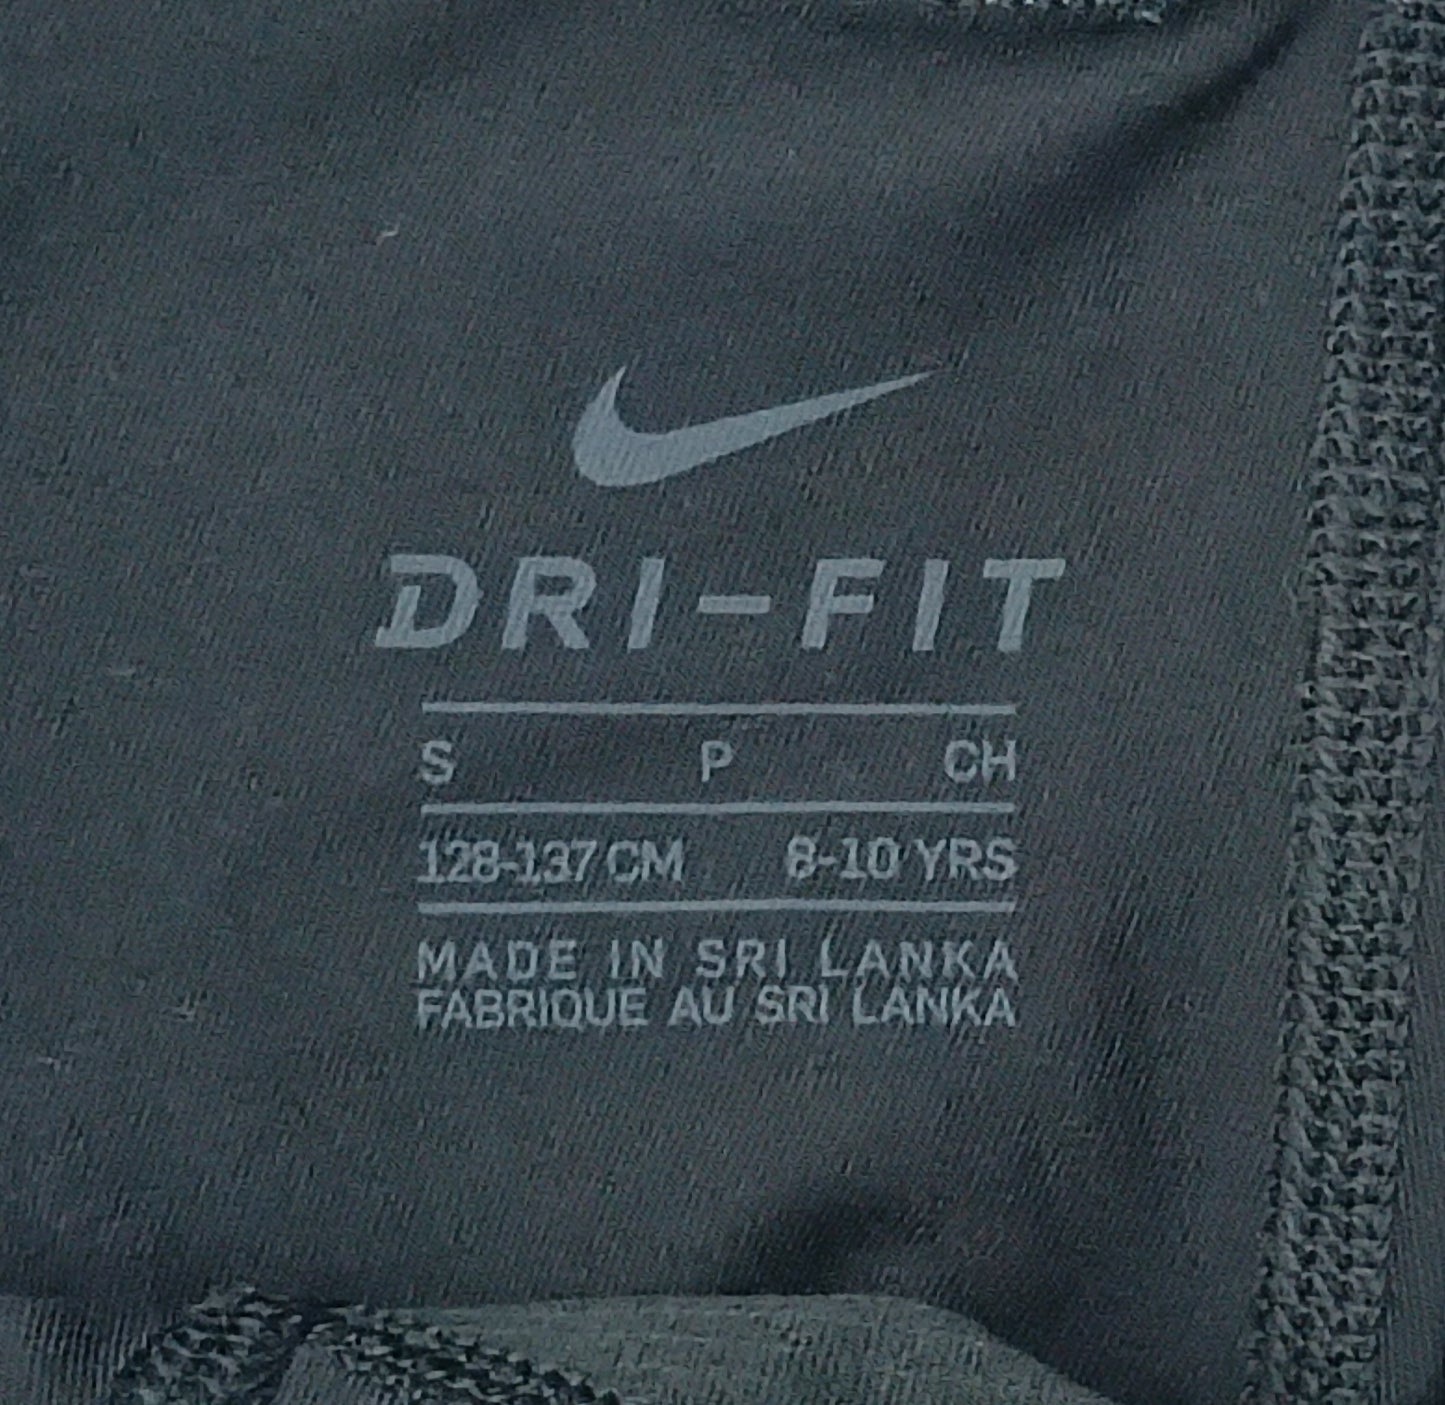 DRI-FIT
S P CH
128-137 CM 8-10 YRS
MADE IN SRI LANKA
FABRIQUE AU SRI LANKA